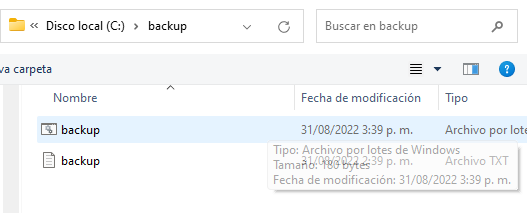 « Disco local (C:) > backup
Buscar en backup
va carpeta
Nombre
Fecha de modificación
Tipo
backup
31/08/2022 3:39 p. m.
Archivo por lotes
Tipo: Archivo por lotes de Windows
backup
31/08/2022 2:39 p. m.
Archivo TXT
Tamaño: 180 bytes
Fecha de modificación: 31/08/2022 3:39 p. m.